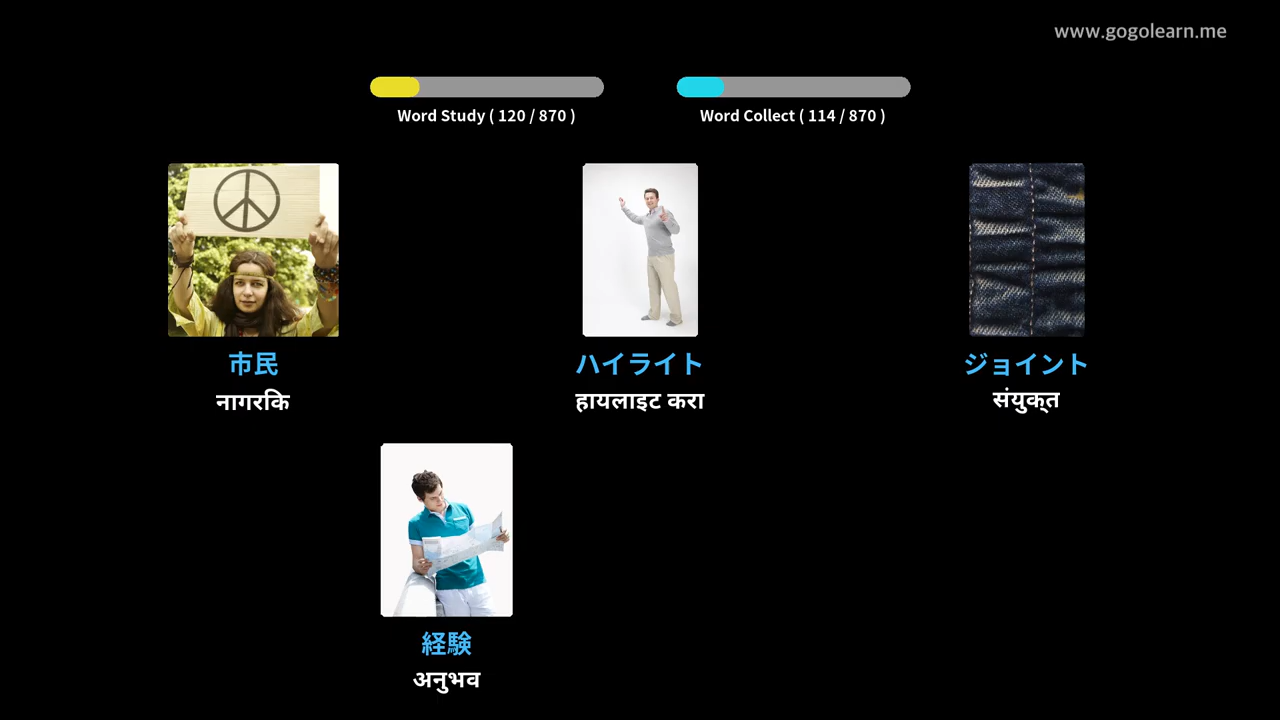 www.gogolearn.me
Word Study ( 120 / 870 )
Word Collect ( 114 / 870 )
市民
नागरकि
ハイライト
हायलाइट करा
ジョイント
संयुक्त
経験
अनुभव